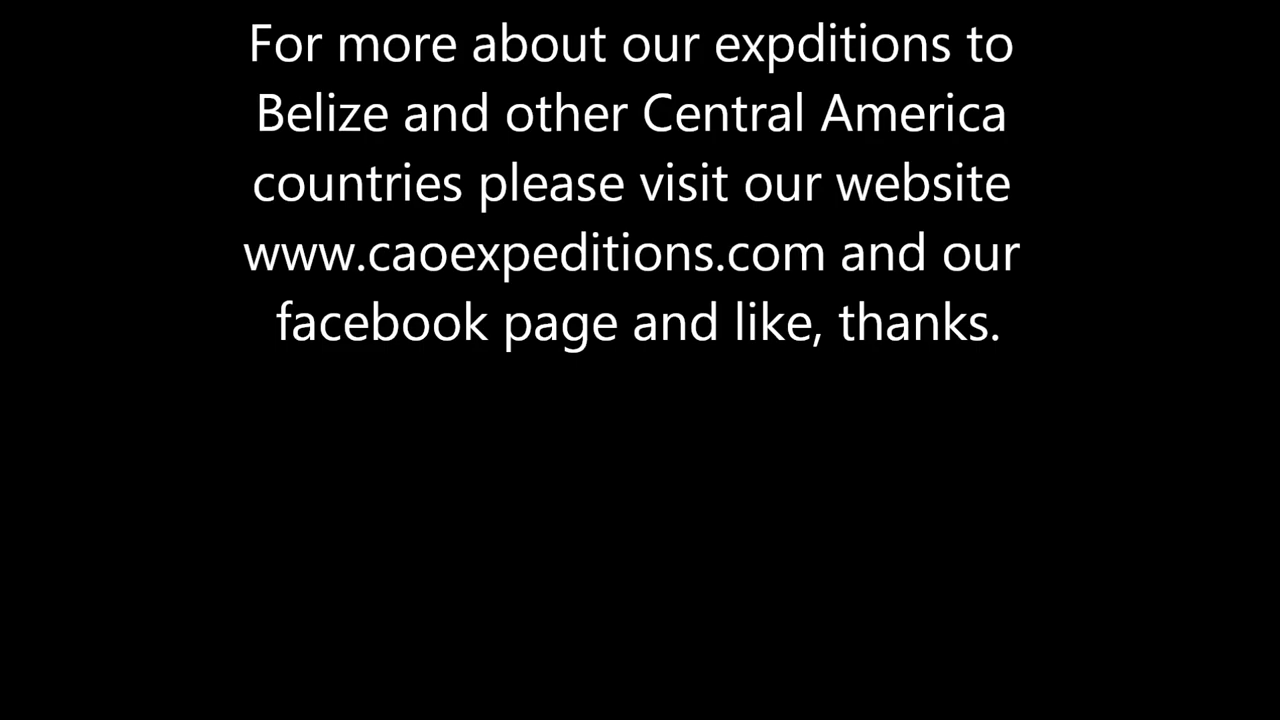 For more about our expditions to
Belize and other Central America
countries please visit our website
www.caoexpeditions.com and our
facebook page and like, thanks.